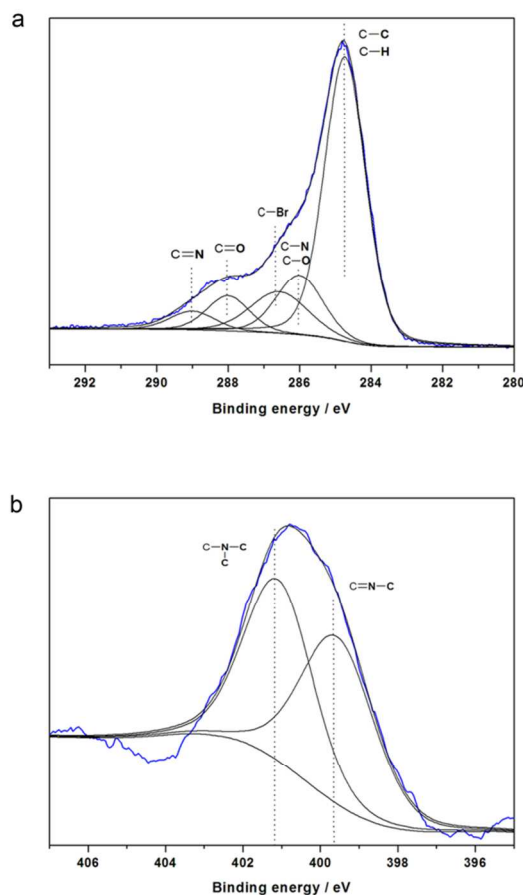 a
C—C
C—H
C—Br
C—N
C=N
C=O
C—O
292 290 288 286 284 282 280
Binding energy / eV
b
C—N—C
C
C=N—C
406 404 402 400 398 396
Binding energy / eV